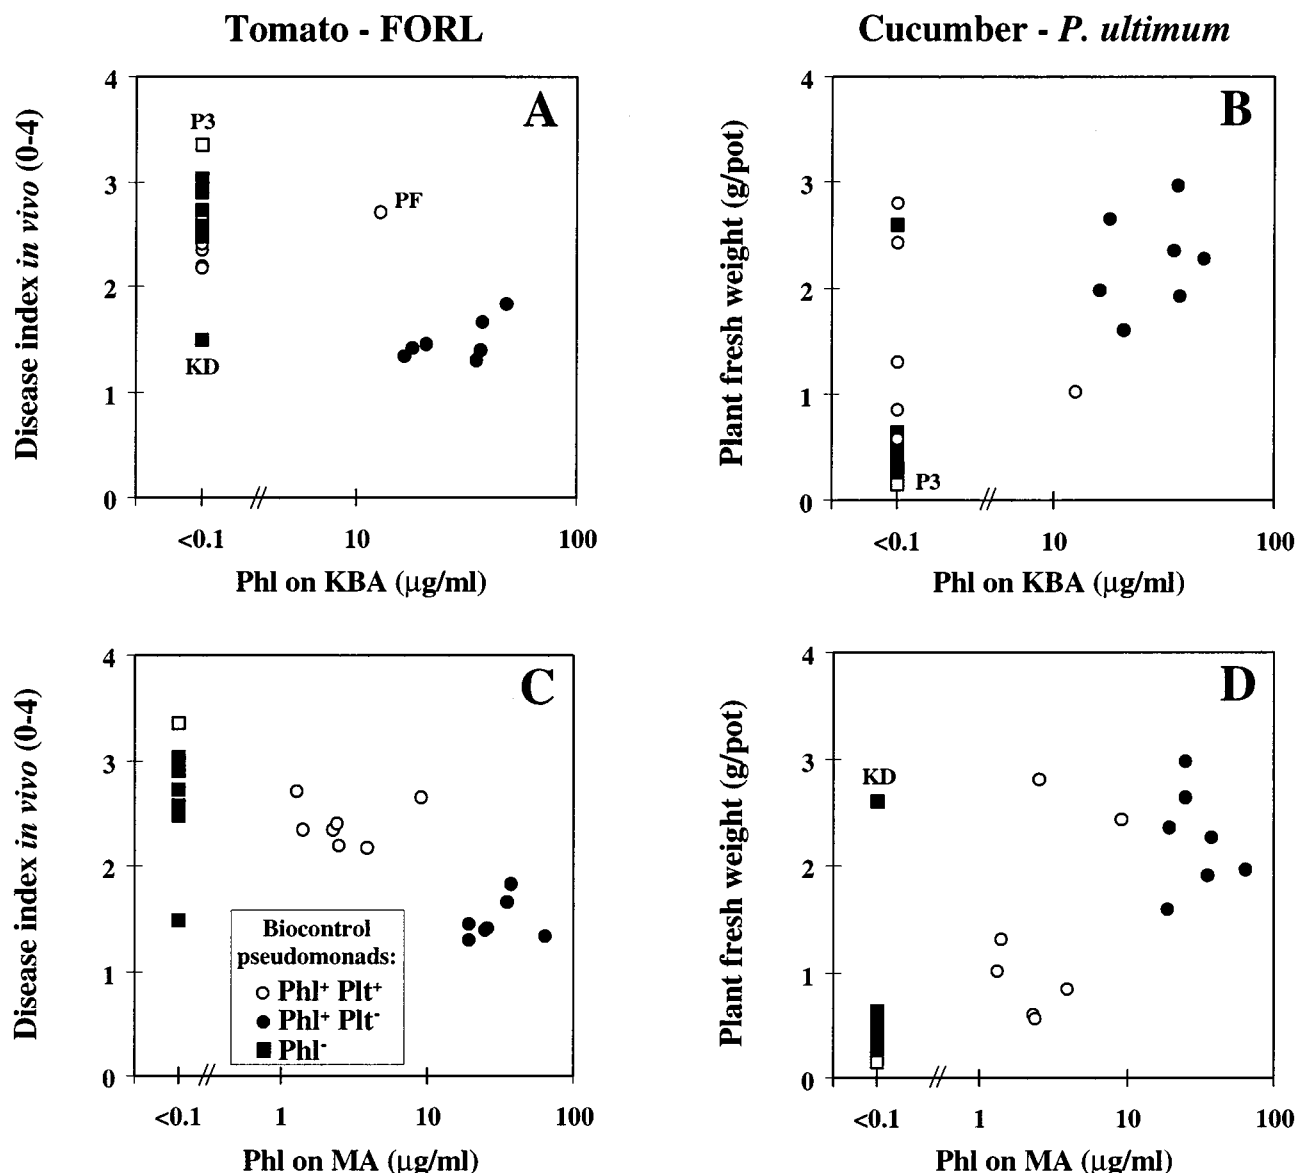 Tomato - FORL
Cucumber - P. ultimum
A
Disease index in vivo (0-4)
4
3
2
1
0
P3
PF
KD
<0.1
10
100
Phl on KBA (μg/ml)
B
Plant fresh weight (g/pot)
4
3
2
1
0
P3
<0.1
10
100
Phl on KBA (μg/ml)
C
Disease index in vivo (0-4)
4
3
2
1
0
Biocontrol
pseudomonads:
Phl⁺ Plt⁺
Phl⁺ Plt⁻
Phl⁻
<0.1
1
10
100
Phl on MA (μg/ml)
D
Plant fresh weight (g/pot)
4
3
2
1
0
KD
<0.1
1
10
100
Phl on MA (μg/ml)